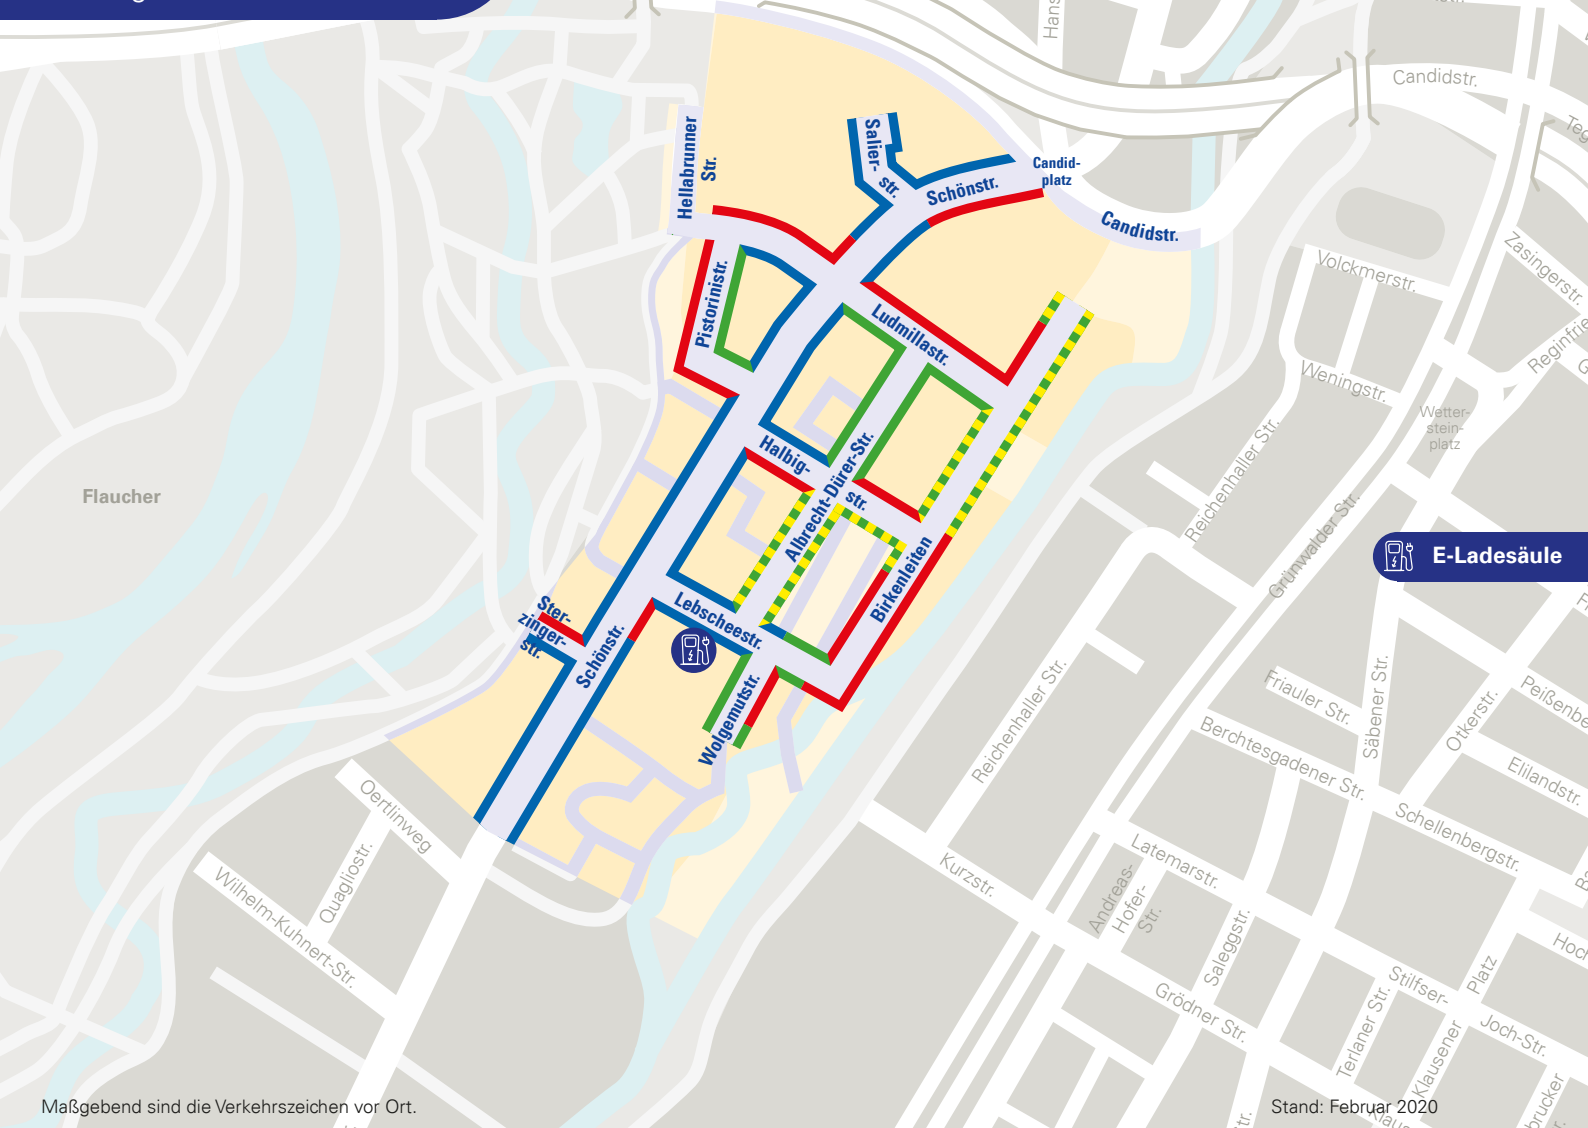 Hellabrunner
Str.
Salier-
str.
Schönstr.
Candid-
platz
Candidstr.
Candidstr.
Pistorinistr.
Ludmillastr.
Halbig-
str.
Albrecht-Dürer-Str.
Birkenleiten
Lebscheestr.
Ster-
zinger-
str.
Schönstr.
Wolgemutstr.
Flaucher
Volckmerstr.
Zasingerstr.
Weningstr.
Wetter-
stein-
platz
Reichenhaller Str.
Grünwalder Str.
E-Ladesäule
Reichenhaller Str.
Friauler Str.
Säbener Str.
Berchtesgadener Str.
Otkerstr.
Elilandstr.
Schellenbergstr.
Oertlinweg
Quagliostr.
Wilhelm-Kuhnert-Str.
Kurzstr.
Latemarstr.
Andreas-
Hofer-
Str.
Saleggstr.
Grödner Str.
Stilfser-
Joch-Str.
Platz
Klausener
Terlaner Str.
Maßgebend sind die Verkehrszeichen vor Ort.
Stand: Februar 2020